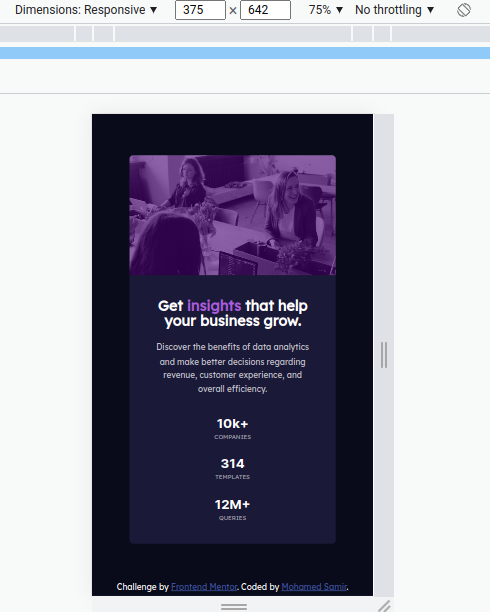 Dimensions: Responsive ▼ 375 × 642 75% ▼ No throttling ▼
Get insights that help
your business grow.
Discover the benefits of data analytics
and make better decisions regarding
revenue, customer experience, and
overall efficiency.
10k+
COMPANIES
314
TEMPLATES
12M+
QUERIES
Challenge by Frontend Mentor. Coded by Mohamed Samir.